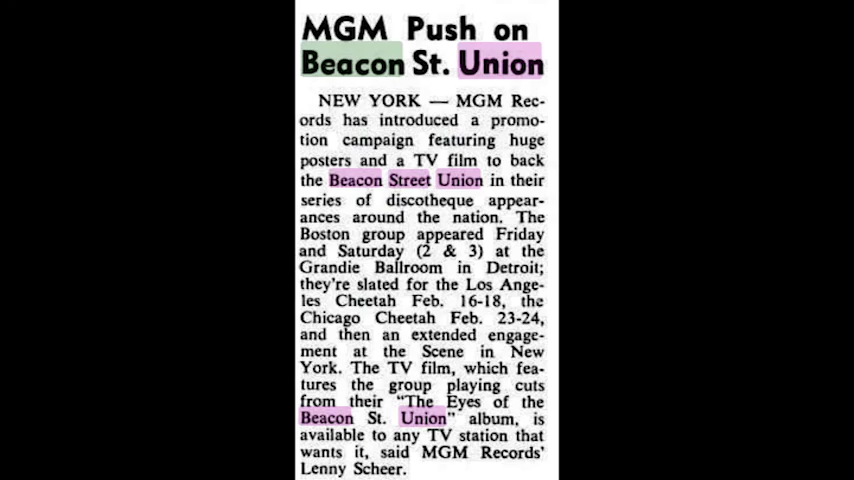 MGM Push on
Beacon St. Union
NEW YORK — MGM Rec-
ords has introduced a promo-
tion campaign featuring huge
posters and a TV film to back
the Beacon Street Union in their
series of discotheque appear-
ances around the nation. The
Boston group appeared Friday
and Saturday (2 & 3) at the
Grandie Ballroom in Detroit;
they're slated for the Los Ange-
les Cheetah Feb. 16-18, the
Chicago Cheetah Feb. 23-24,
and then an extended engage-
ment at the Scene in New
York. The TV film, which fea-
tures the group playing cuts
from their "The Eyes of the
Beacon St. Union" album, is
available to any TV station that
wants it, said MGM Records'
Lenny Scheer.